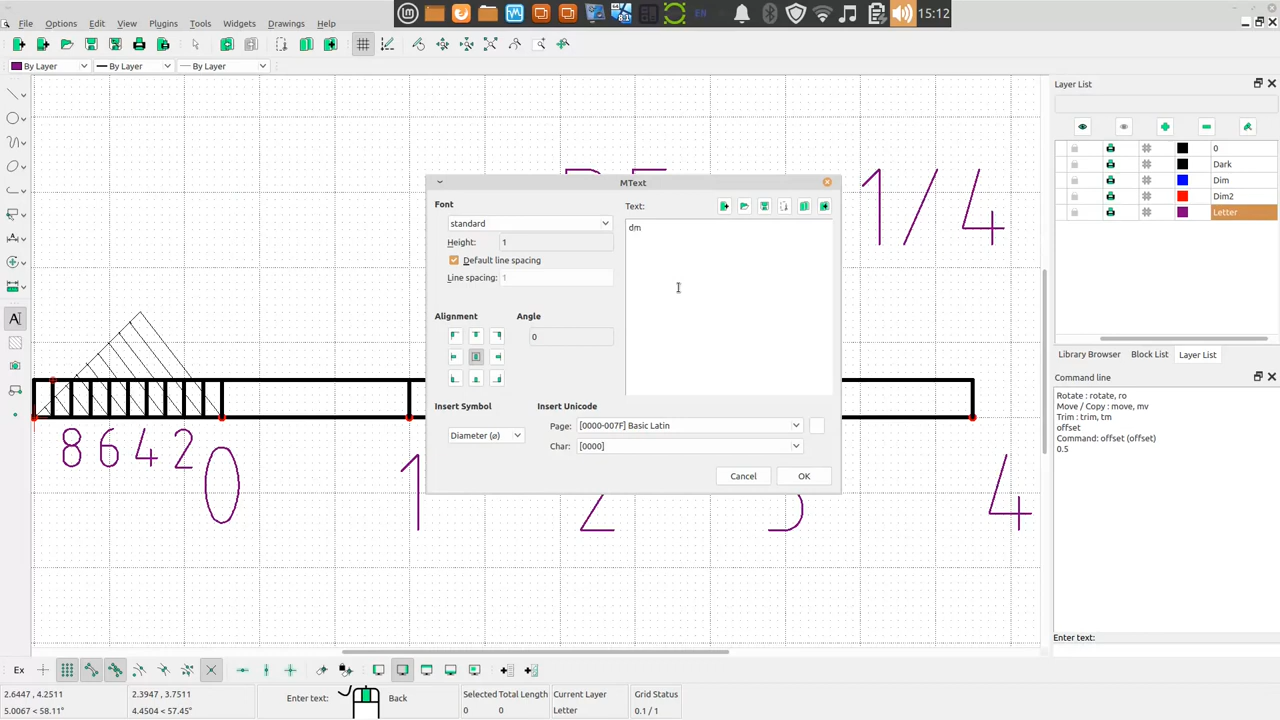 EN
15:12
File Options Edit View Plugins Tools Widgets Drawings Help
By Layer By Layer By Layer
1/4
8 6 4 2
0 1 2 3 4
MText
Font
standard
Height: 1
Default line spacing
Line spacing: 1
Alignment
Angle
0
Text:
dm
Insert Symbol
Diameter (⌀)
Insert Unicode
Page: [0000-007F] Basic Latin
Char: [0000]
Cancel OK
Layer List
0
Dark
Dim
Dim2
Letter
Library Browser Block List Layer List
Command line
Rotate : rotate, ro
Move / Copy : move, mv
Trim : trim, tm
offset
Command: offset (offset)
0.5
Enter text:
Ex
2.6447 , 4.2511
5.0067 < 58.11°
2.3947 , 3.7511
4.4504 < 57.45°
Enter text:
Back
Selected Total Length
0 0
Current Layer
Letter
Grid Status
0.1 / 1